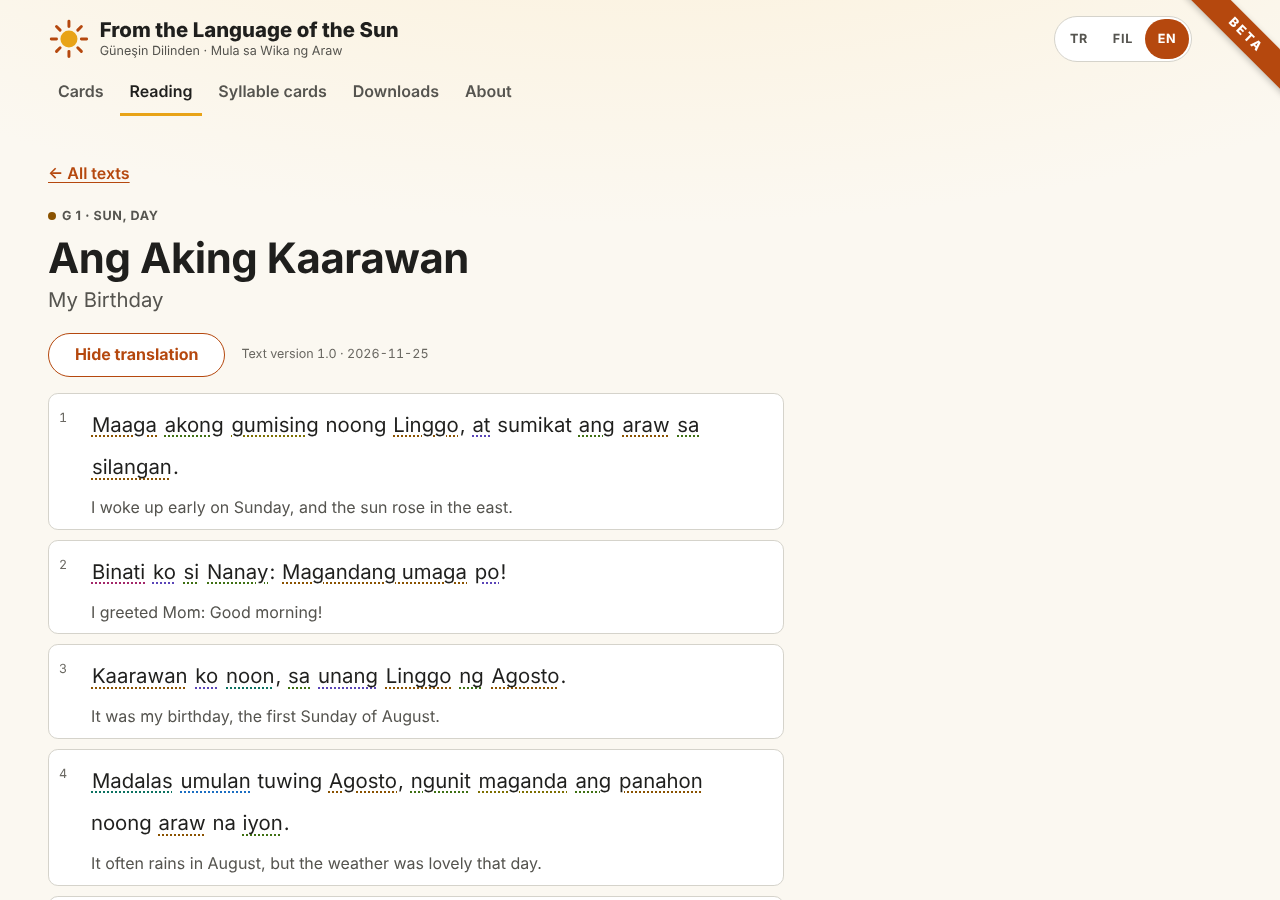 From the Language of the Sun
Güneşin Dilinden · Mula sa Wika ng Araw
TR FIL EN
BETA
Cards Reading Syllable cards Downloads About
← All texts
G 1 · SUN, DAY
Ang Aking Kaarawan
My Birthday
Hide translation Text version 1.0 · 2026-11-25
1 Maaga akong gumising noong Linggo, at sumikat ang araw sa
silangan.
I woke up early on Sunday, and the sun rose in the east.
2 Binati ko si Nanay: Magandang umaga po!
I greeted Mom: Good morning!
3 Kaarawan ko noon, sa unang Linggo ng Agosto.
It was my birthday, the first Sunday of August.
4 Madalas umulan tuwing Agosto, ngunit maganda ang panahon
noong araw na iyon.
It often rains in August, but the weather was lovely that day.